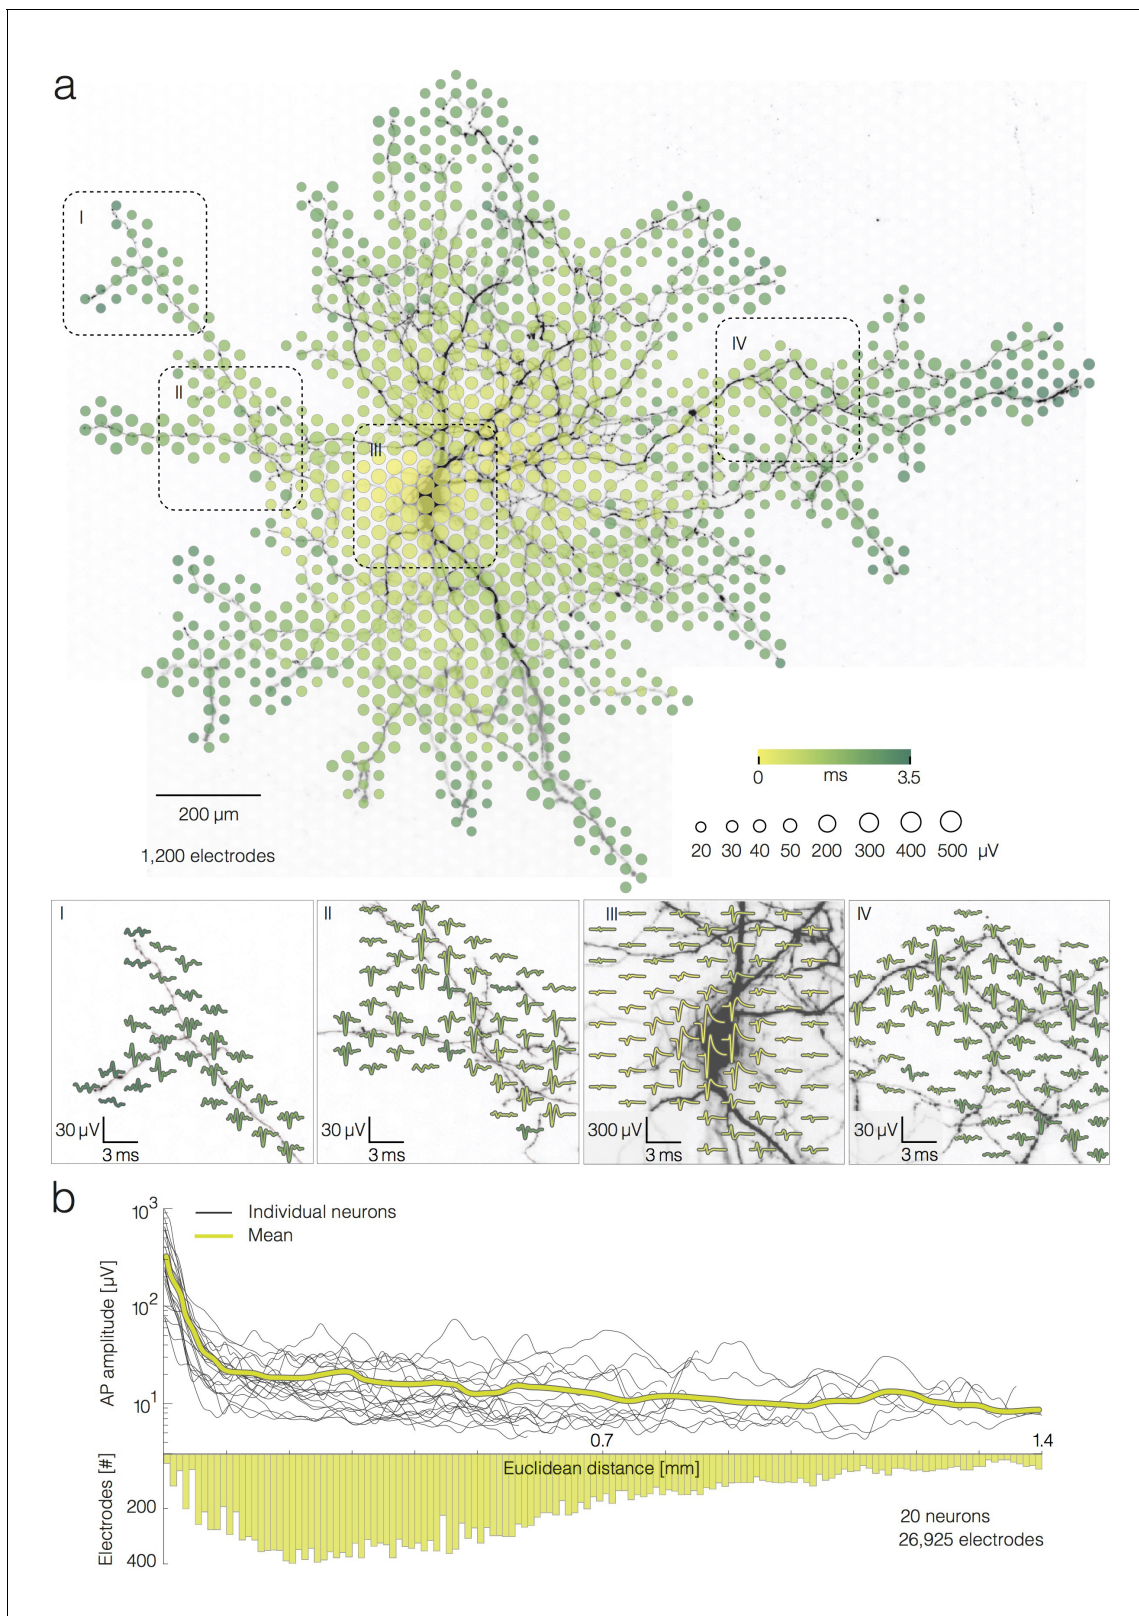 a
I
II
III
IV
0 ms 3.5
200 µm
1,200 electrodes
20 30 40 50 200 300 400 500 µV
I
30 µV
3 ms
II
30 µV
3 ms
III
300 µV
3 ms
IV
30 µV
3 ms
b
10³
Individual neurons
Mean
AP amplitude [µV]
10²
10¹
0.7
1.4
Euclidean distance [mm]
Electrodes [#]
200
400
20 neurons
26,925 electrodes